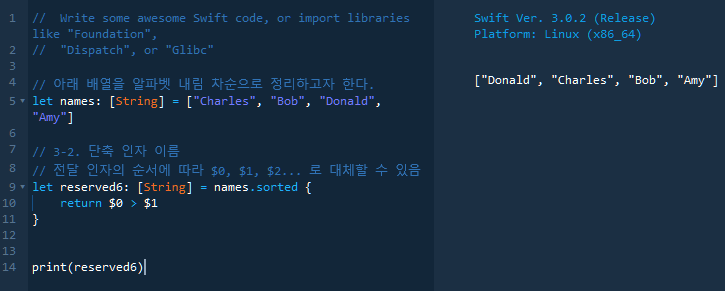 1 //  Write some awesome Swift code, or import libraries
like "Foundation",
2 //  "Dispatch", or "Glibc"
3
4 // 아래 배열을 알파벳 내림 차순으로 정리하고자 한다.
5 let names: [String] = ["Charles", "Bob", "Donald",
"Amy"]
6
7 // 3-2. 단축 인자 이름
8 // 전달 인자의 순서에 따라 $0, $1, $2... 로 대체할 수 있음
9 let reserved6: [String] = names.sorted {
10     return $0 > $1
11 }
12
13
14 print(reserved6)
Swift Ver. 3.0.2 (Release)
Platform: Linux (x86_64)
["Donald", "Charles", "Bob", "Amy"]